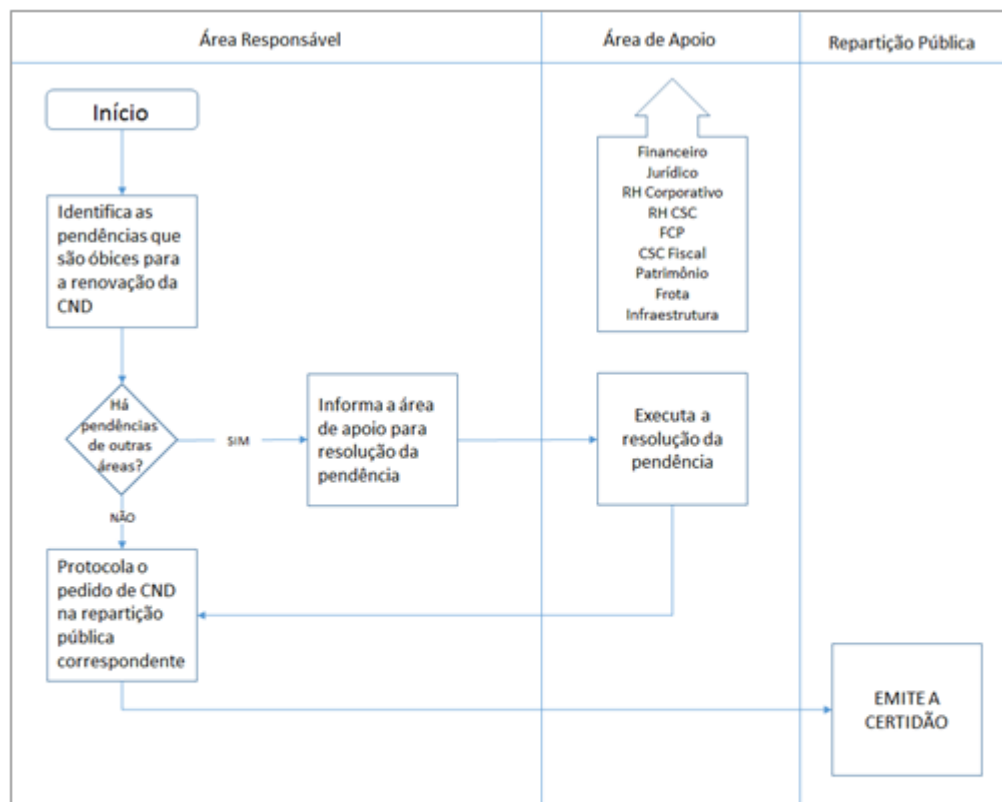 Área Responsável
Área de Apoio
Repartição Pública
Início
Identifica as
pendências que
são óbices para
a renovação da
CND
Financeiro
Jurídico
RH Corporativo
RH CSC
FCP
CSC Fiscal
Patrimônio
Frota
Infraestrutura
Há
pendências
de outras
áreas?
SIM
Informa a área
de apoio para
resolução da
pendência
Executa a
resolução da
pendência
NÃO
Protocola o
pedido de CND
na repartição
pública
correspondente
EMITE A
CERTIDÃO